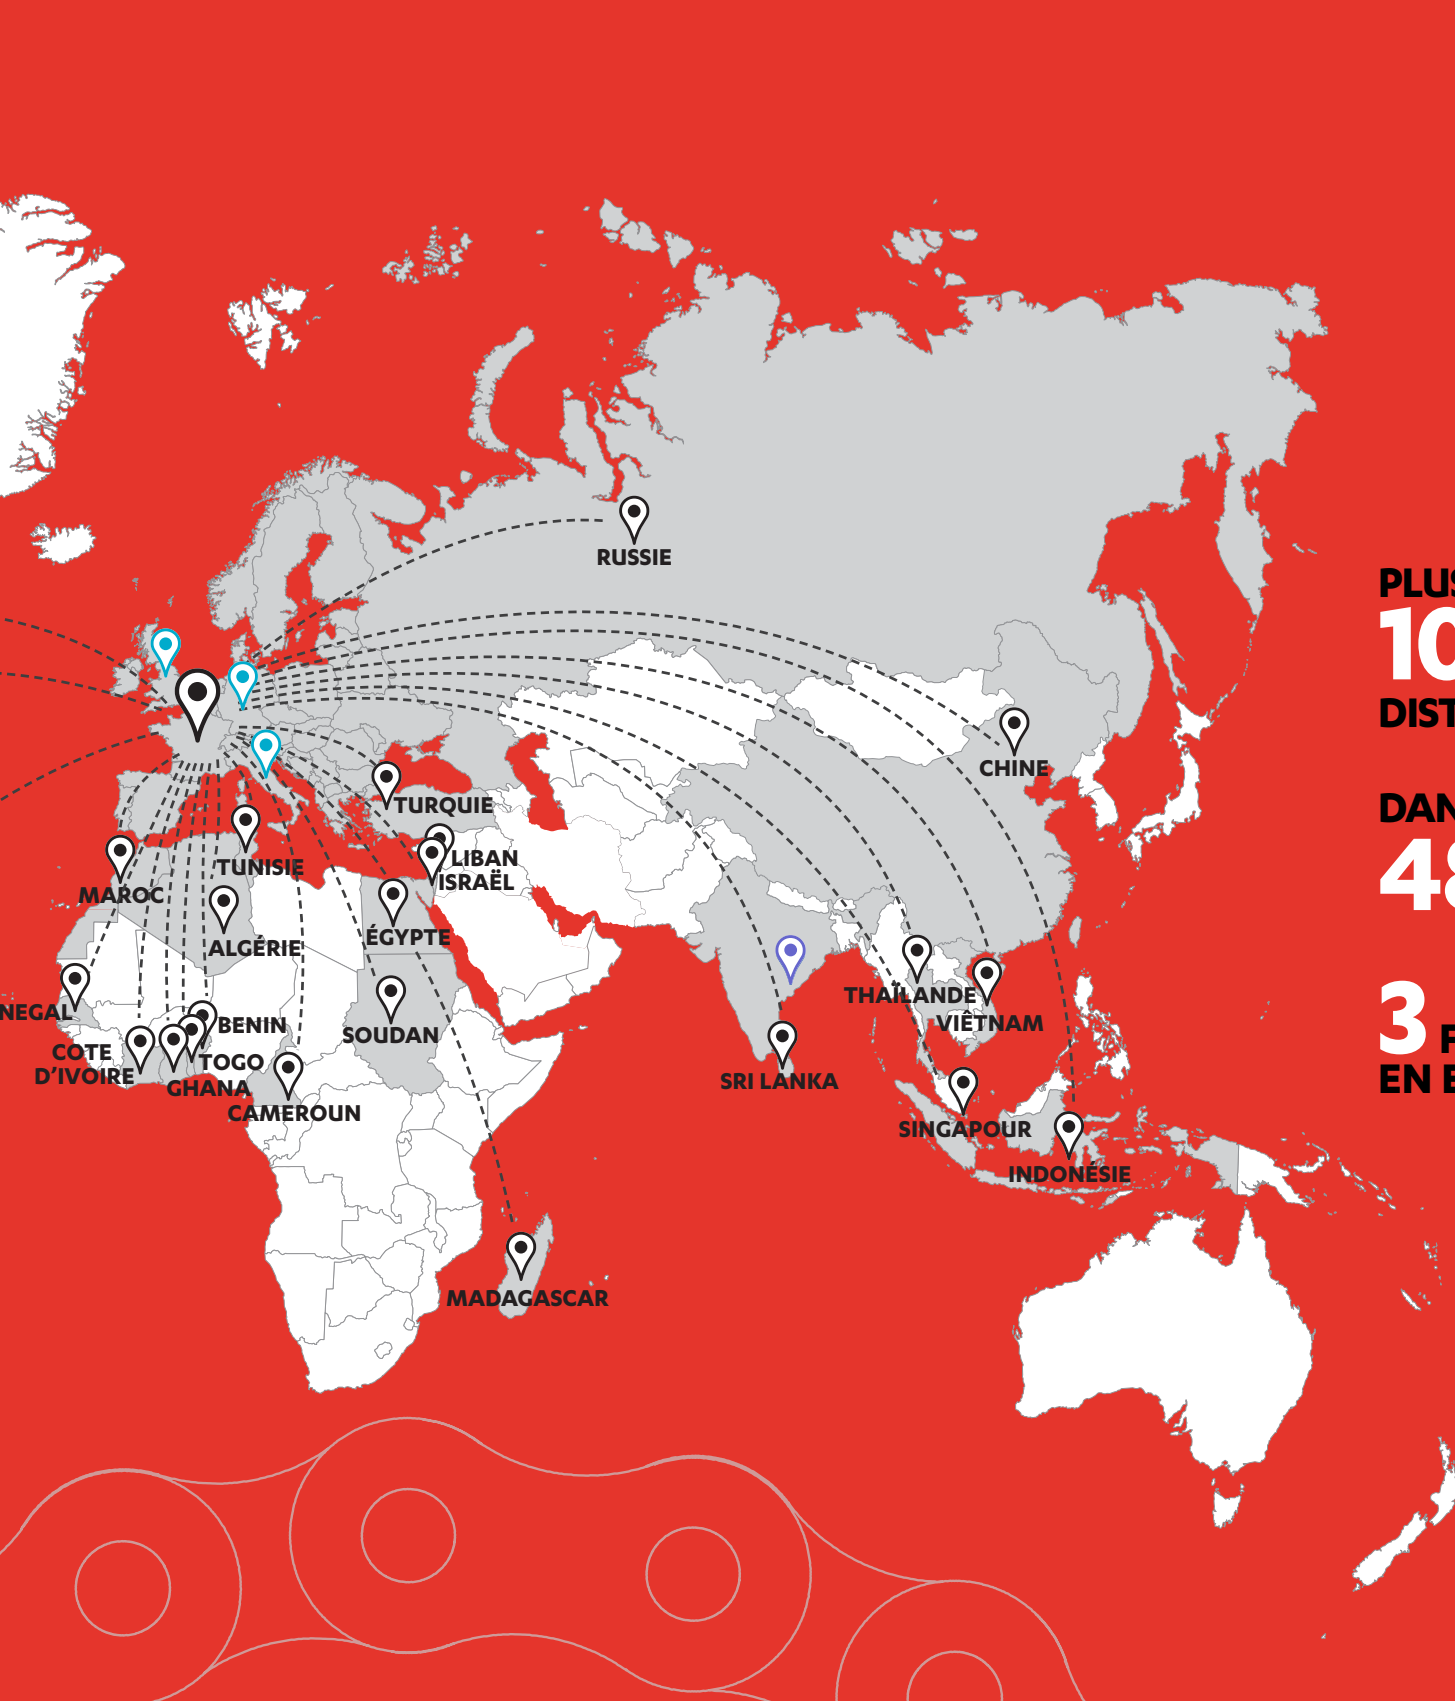 RUSSIE
CHINE
TURQUIE
LIBAN
ISRAËL
TUNISIE
MAROC
ALGÉRIE
ÉGYPTE
SOUDAN
NEGAL
BENIN
COTE
D'IVOIRE
TOGO
GHANA
CAMEROUN
MADAGASCAR
THAÏLANDE
VIÊTNAM
SRI LANKA
SINGAPOUR
INDONÉSIE
PLUS
10
DIST
DAN
48
3 P
EN E